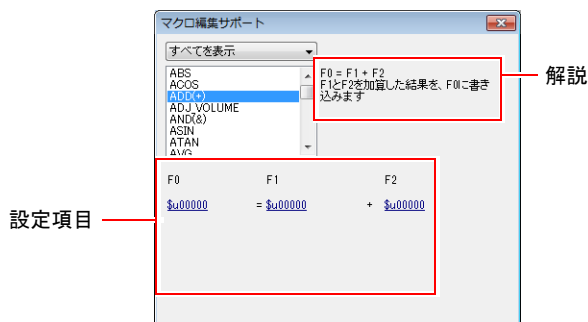 マクロ編集サポート
すべてを表示
ABS
ACOS
ADD(+)
ADJ_VOLUME
AND(&)
ASIN
ATAN
AVG
F0 = F1 + F2
F1とF2を加算した結果を、F0に書き
込みます
解説
設定項目
F0 F1 F2
$u00000 = $u00000 + $u00000